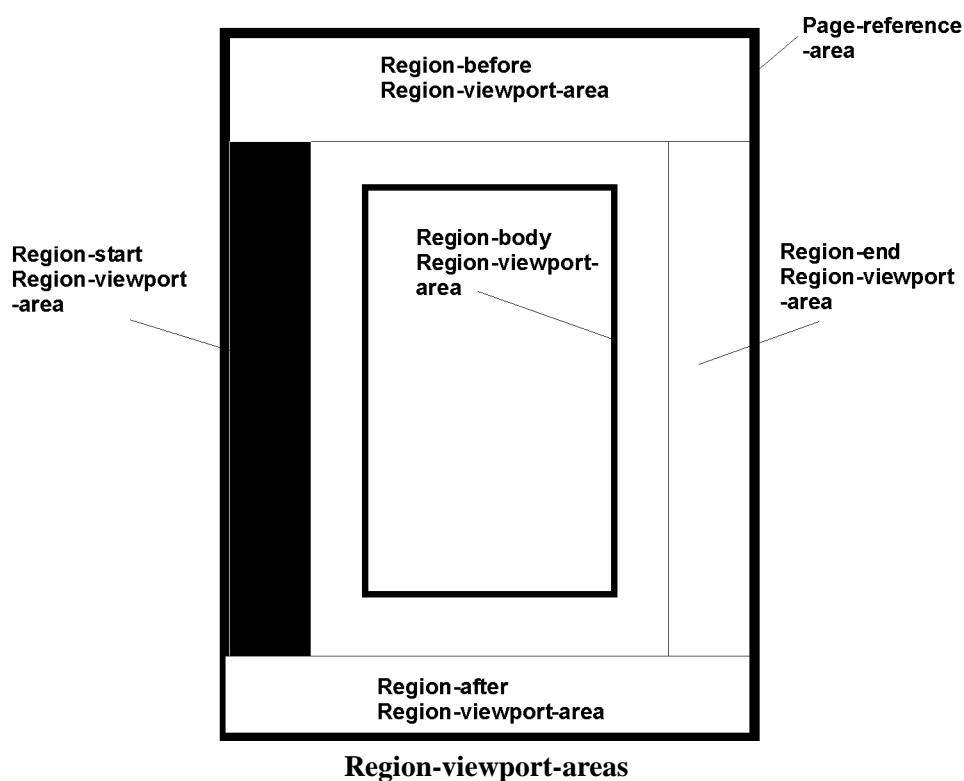 Page-reference
-area
Region-before
Region-viewport-area
Region-start
Region-viewport
-area
Region-body
Region-viewport-
area
Region-end
Region-viewport
-area
Region-after
Region-viewport-area
Region-viewport-areas